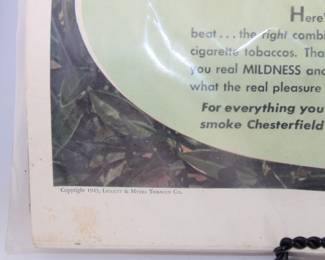 Here'
beat...the right combi
cigarette tobaccos. Tha
you real MILDNESS and
what the real pleasure
For everything you
smoke Chesterfield
Copyright 1943, Liggett & Myers Tobacco Co.